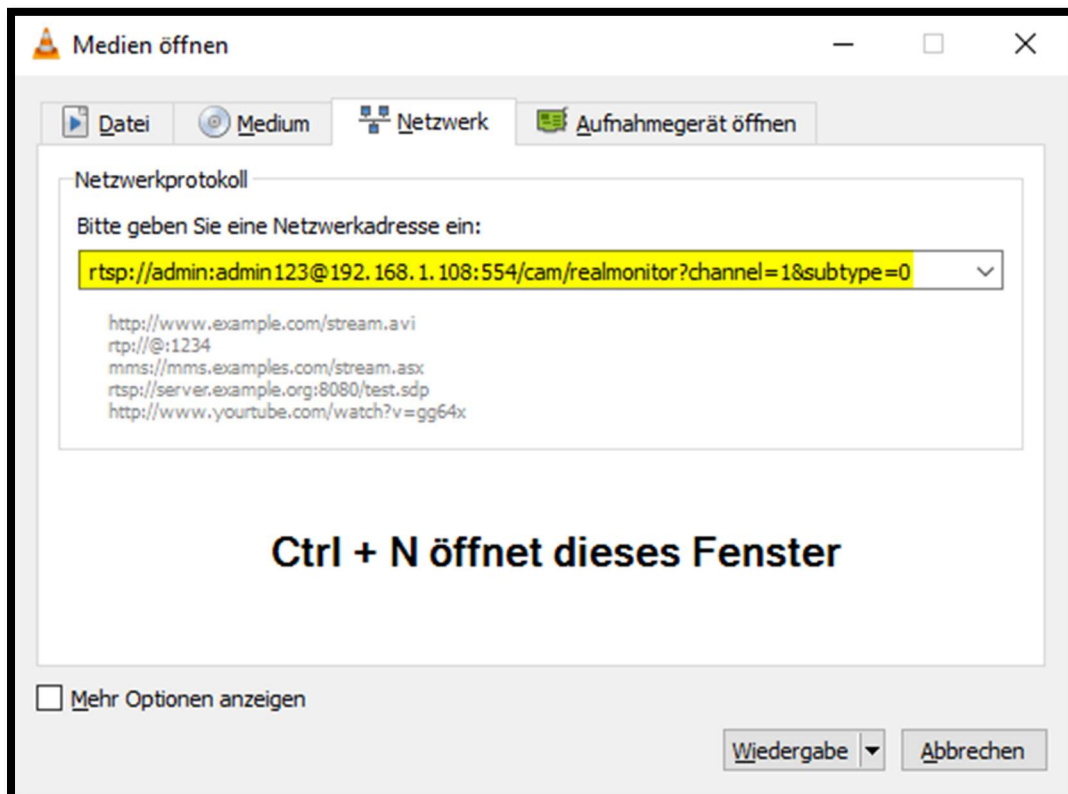 Medien öffnen
Datei Medium Netzwerk Aufnahmegerät öffnen
Netzwerkprotokoll
Bitte geben Sie eine Netzwerkadresse ein:
rtsp://admin:admin123@192.168.1.108:554/cam/realmonitor?channel=1&subtype=0
http://www.example.com/stream.avi
rtp://@:1234
mms://mms.examples.com/stream.asx
rtsp://server.example.org:8080/test.sdp
http://www.yourtube.com/watch?v=gg64x
Ctrl + N öffnet dieses Fenster
Mehr Optionen anzeigen
Wiedergabe Abbrechen